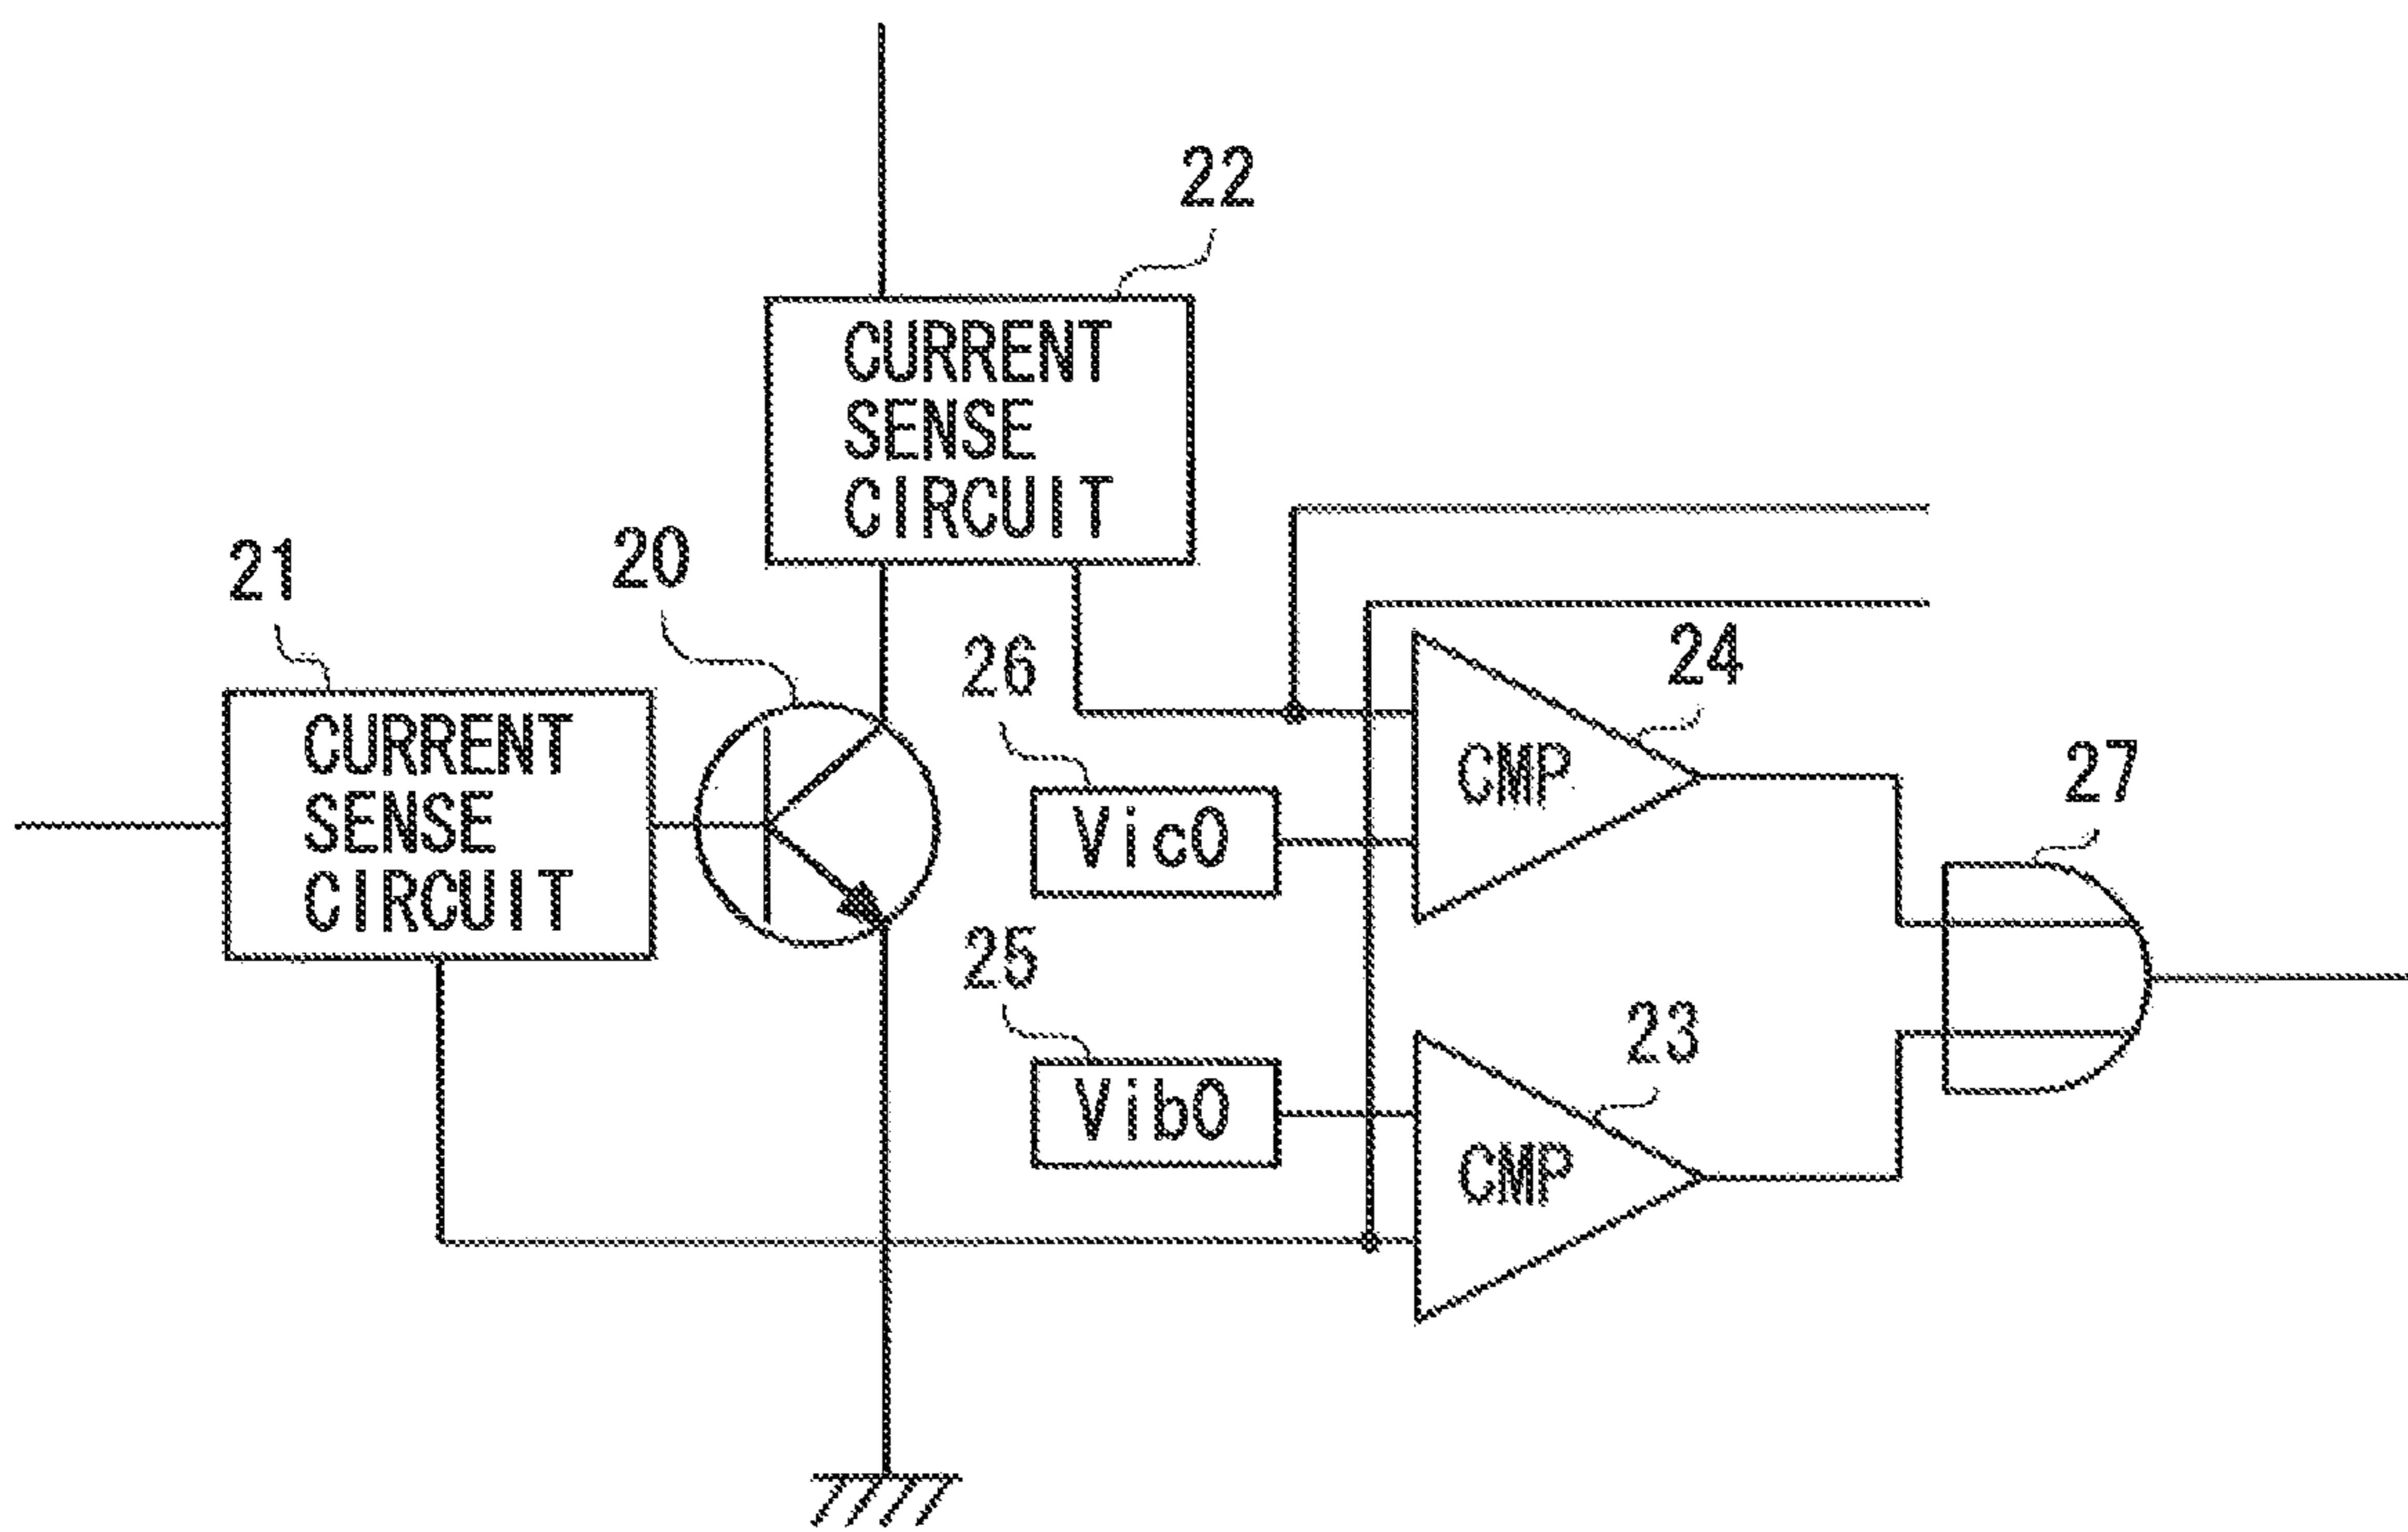 22
CURRENT
SENSE
CIRCUIT
21
20
26
24
CURRENT
SENSE
CIRCUIT
CMP
27
Vic0
25
23
Vib0
CMP